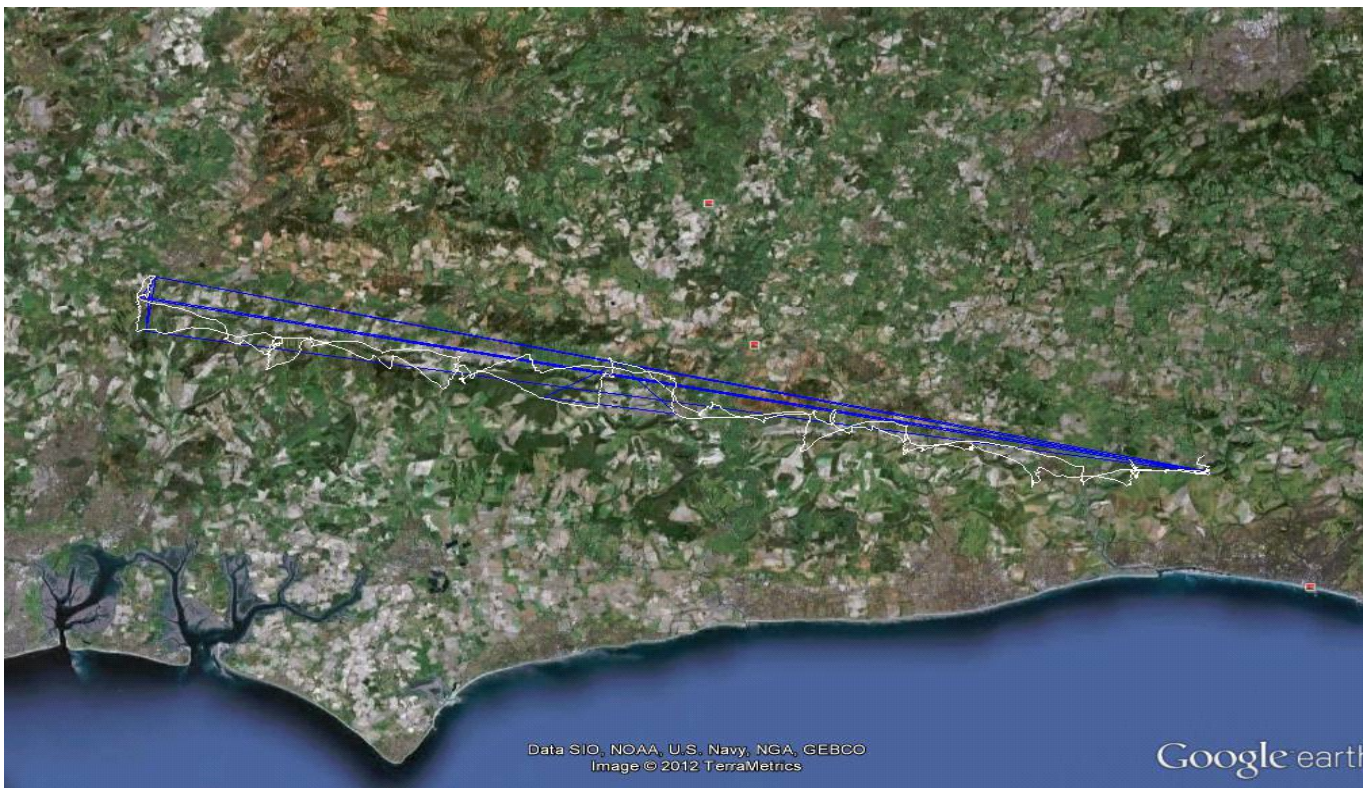 Data SIO, NOAA, U.S. Navy, NGA, GEBCO
Image © 2012 TerraMetrics
Google earth